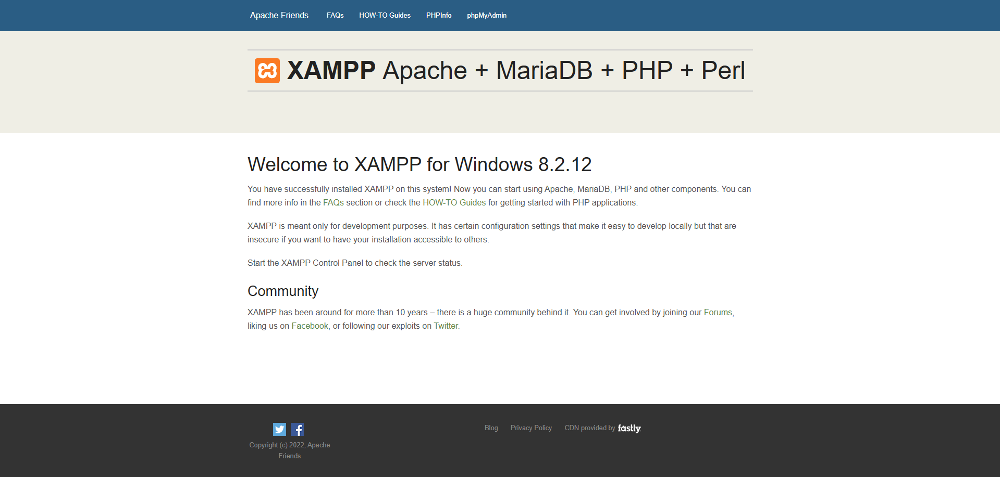 Apache Friends FAQs HOW-TO Guides PHPInfo phpMyAdmin
XAMPP Apache + MariaDB + PHP + Perl
Welcome to XAMPP for Windows 8.2.12
You have successfully installed XAMPP on this system! Now you can start using Apache, MariaDB, PHP and other components. You can
find more info in the FAQs section or check the HOW-TO Guides for getting started with PHP applications.
XAMPP is meant only for development purposes. It has certain configuration settings that make it easy to develop locally but that are
insecure if you want to have your installation accessible to others.
Start the XAMPP Control Panel to check the server status.
Community
XAMPP has been around for more than 10 years – there is a huge community behind it. You can get involved by joining our Forums,
liking us on Facebook, or following our exploits on Twitter.
Blog Privacy Policy CDN provided by fastly
Copyright (c) 2022, Apache
Friends